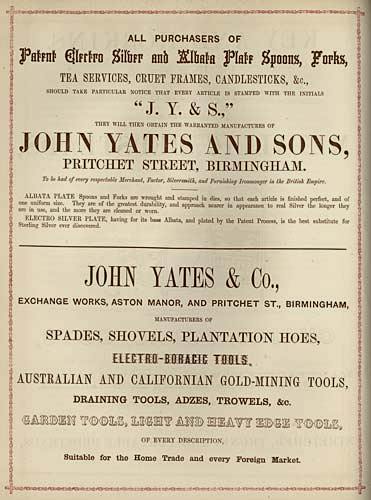 ALL PURCHASERS OF
Patent Electro Silver and Albata Plate Spoons, Forks,
TEA SERVICES, CRUET FRAMES, CANDLESTICKS, &c.,
SHOULD TAKE PARTICULAR NOTICE THAT EVERY ARTICLE IS STAMPED WITH THE INITIALS
"J. Y. & S.,"
THEY WILL THEN OBTAIN THE WARRANTED MANUFACTURES OF
JOHN YATES AND SONS,
PRITCHET STREET, BIRMINGHAM.
To be had of every respectable Merchant, Factor, Silversmith, and Furnishing Ironmonger in the British Empire.
ALBATA PLATE Spoons and Forks are wrought and stamped in dies, so that each article is finished perfect, and of
one uniform size. They are of the greatest durability, and approach nearer in appearance to real Silver the longer they
are in use, and the more they are cleaned or worn.
ELECTRO SILVER PLATE, having for its base Albata, and plated by the Patent Process, is the best substitute for
Sterling Silver ever discovered.
JOHN YATES & Co.,
EXCHANGE WORKS, ASTON MANOR, AND PRITCHET ST., BIRMINGHAM,
MANUFACTURERS OF
SPADES, SHOVELS, PLANTATION HOES,
ELECTRO-BORACIC TOOLS,
AUSTRALIAN AND CALIFORNIAN GOLD-MINING TOOLS,
DRAINING TOOLS, ADZES, TROWELS, &c.
GARDEN TOOLS, LIGHT AND HEAVY EDGE TOOLS,
OF EVERY DESCRIPTION,
Suitable for the Home Trade and every Foreign Market.